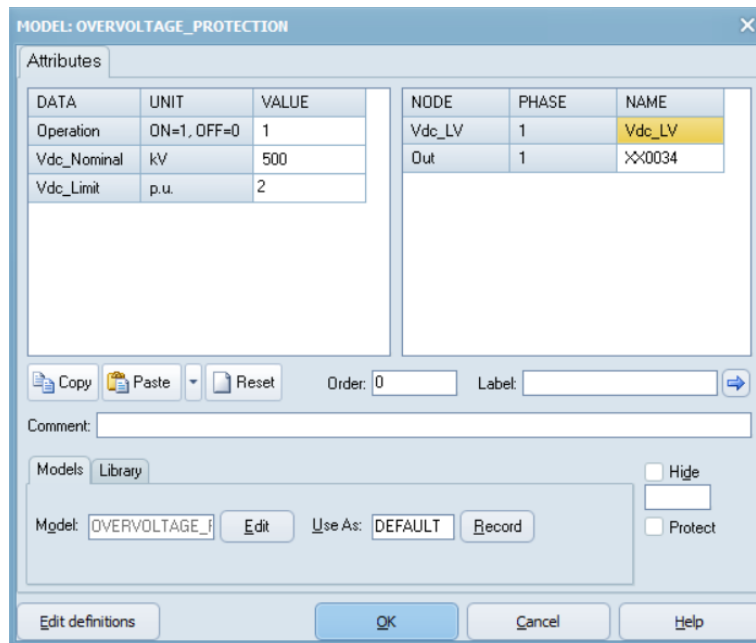 MODEL: OVERVOLTAGE_PROTECTION
Attributes
DATA UNIT VALUE
Operation ON=1, OFF=0 1
Vdc_Nominal kV 500
Vdc_Limit p.u. 2
NODE PHASE NAME
Vdc_LV 1 Vdc_LV
Out 1 XX0034
Copy Paste Reset Order: 0 Label:
Comment:
Models Library
Model: OVERVOLTAGE_F Edit Use As: DEFAULT Record
Hide
Protect
Edit definitions OK Cancel Help